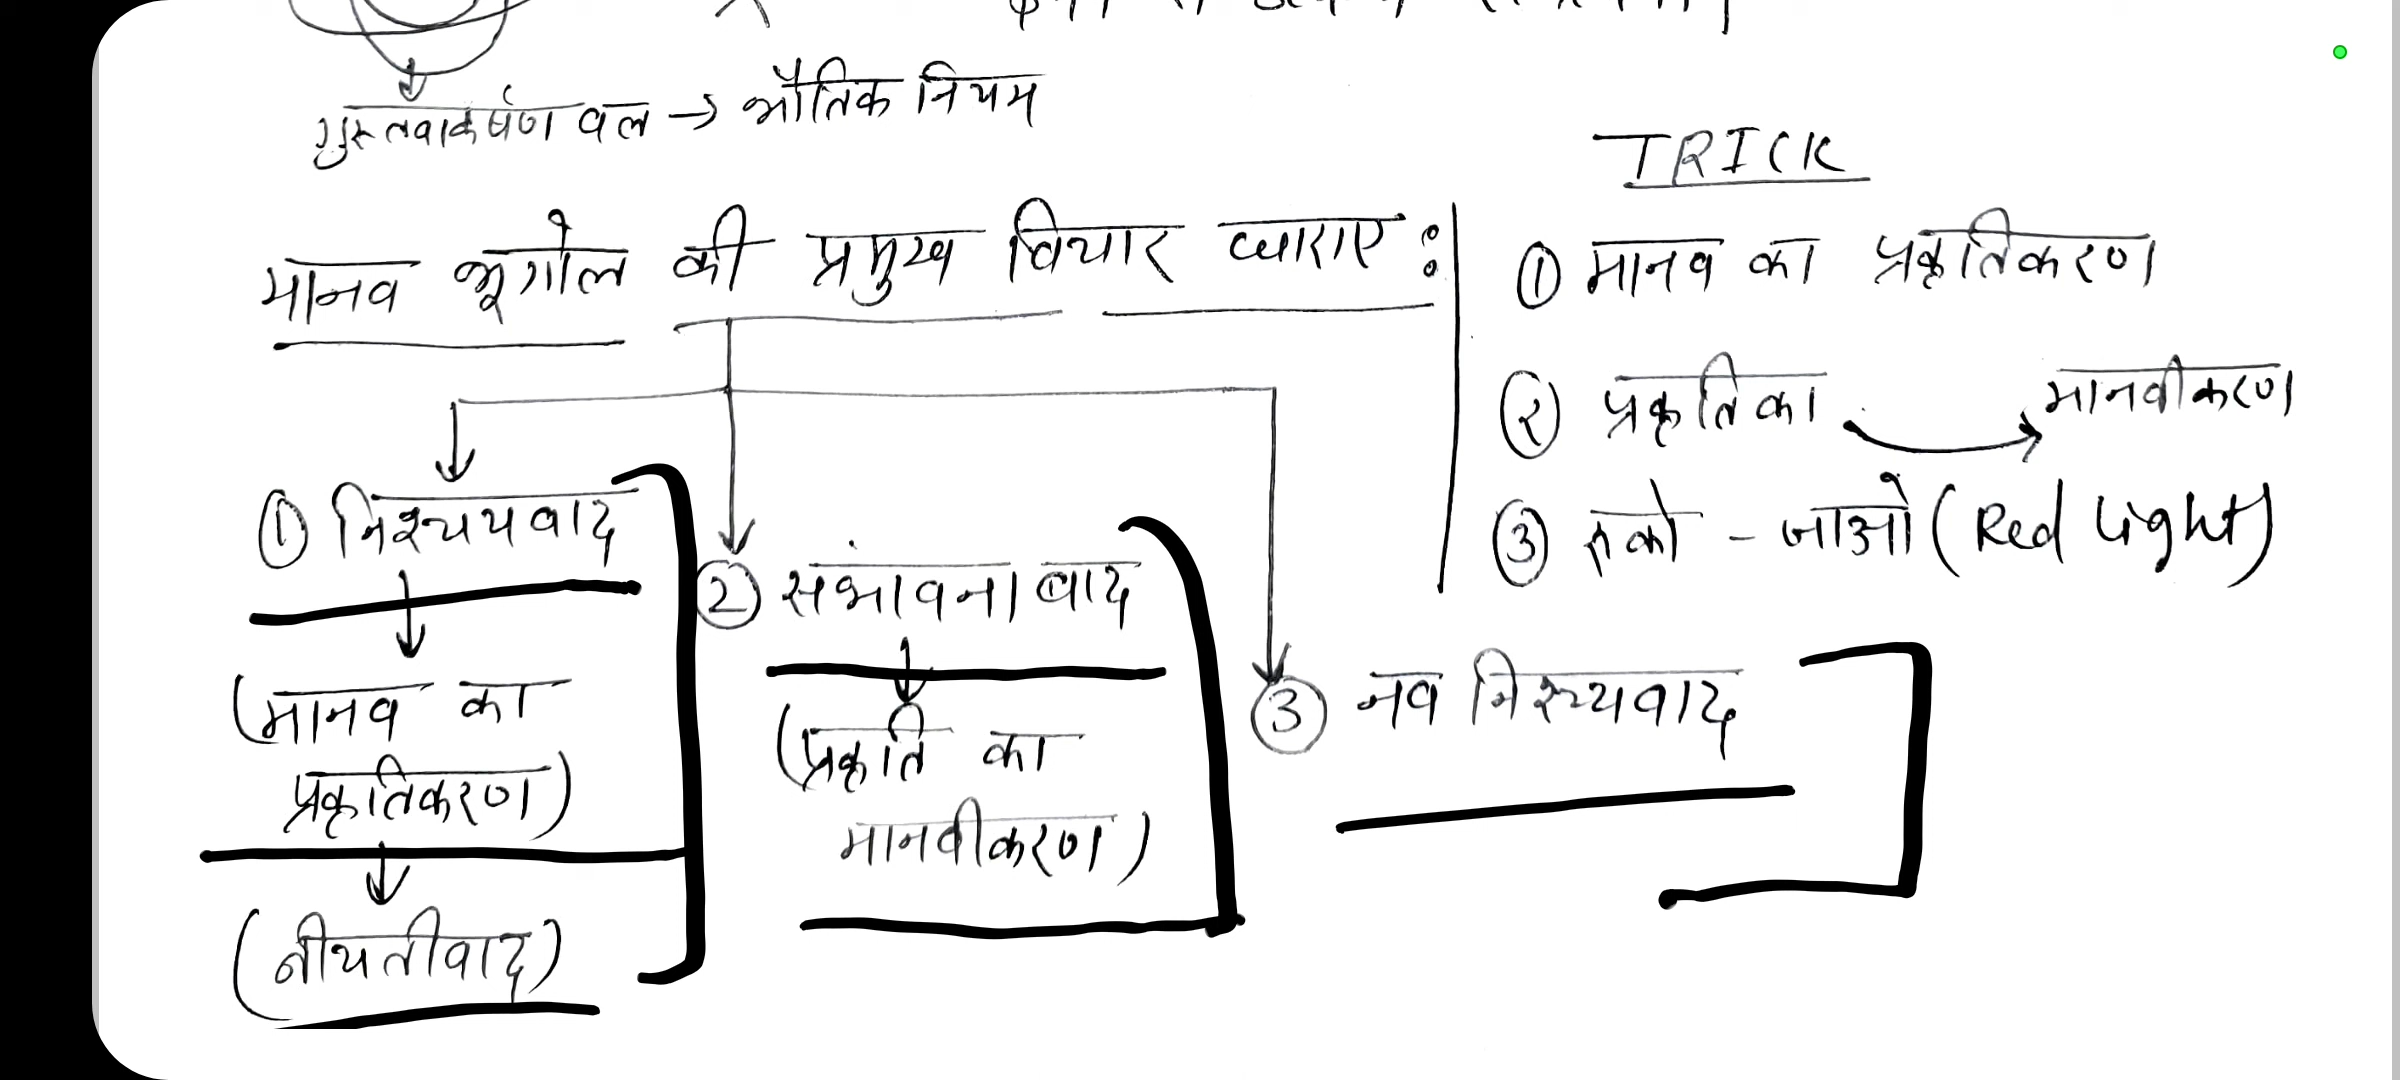 गुरुत्वाकर्षण वल → भौतिक नियम
मानव भूगोल की प्रमुख विचार धाराए :
① निश्चयवाद
(मानव का
प्रकृतिकरण)
(नीयतीवाद)
② संभावना वाद
(प्रकृति का
मानवीकरण)
③ नव निश्चयवाद
TRICK
① मानव का प्रकृतिकरण
② प्रकृति का → मानवीकरण
③ रुको - जाओ (Red Light)